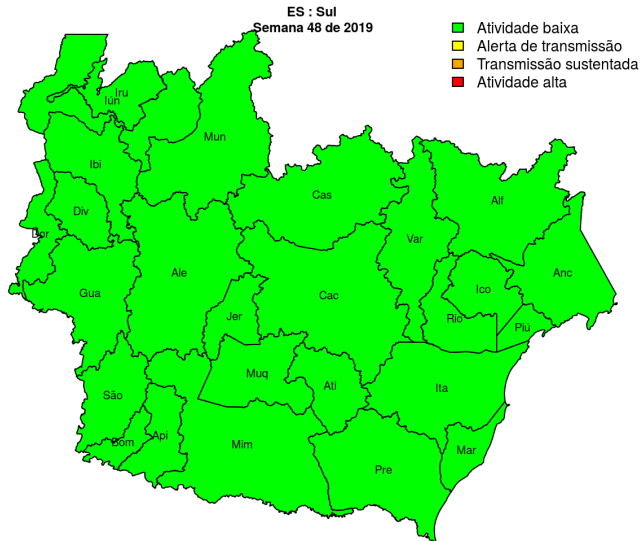 ES : Sul
Semana 48 de 2019
Atividade baixa
Alerta de transmissão
Transmissão sustentada
Atividade alta
Iru
Iún
Mun
Ibi
Cas
Alf
Div
Dor
Var
Ale
Anc
Gua
Cac
Ico
Jer
Rio
Piú
Muq
Ati
Ita
São
Api
Bom
Mim
Mar
Pre